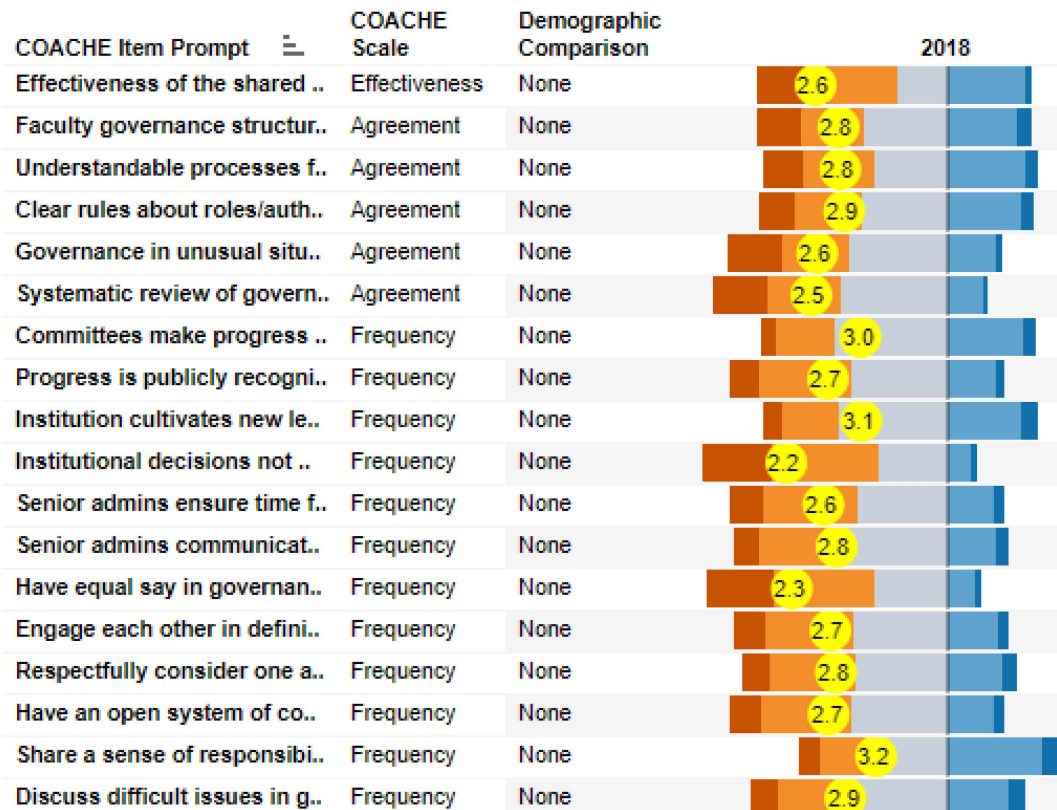 COACHE Item Prompt COACHE Scale Demographic Comparison 2018
Effectiveness of the shared .. Effectiveness None 2.6
Faculty governance structur.. Agreement None 2.8
Understandable processes f.. Agreement None 2.8
Clear rules about roles/auth.. Agreement None 2.9
Governance in unusual situ.. Agreement None 2.6
Systematic review of govern.. Agreement None 2.5
Committees make progress .. Frequency None 3.0
Progress is publicly recogni.. Frequency None 2.7
Institution cultivates new le.. Frequency None 3.1
Institutional decisions not .. Frequency None 2.2
Senior admins ensure time f.. Frequency None 2.6
Senior admins communicat.. Frequency None 2.8
Have equal say in governan.. Frequency None 2.3
Engage each other in defini.. Frequency None 2.7
Respectfully consider one a.. Frequency None 2.8
Have an open system of co.. Frequency None 2.7
Share a sense of responsibi.. Frequency None 3.2
Discuss difficult issues in g.. Frequency None 2.9